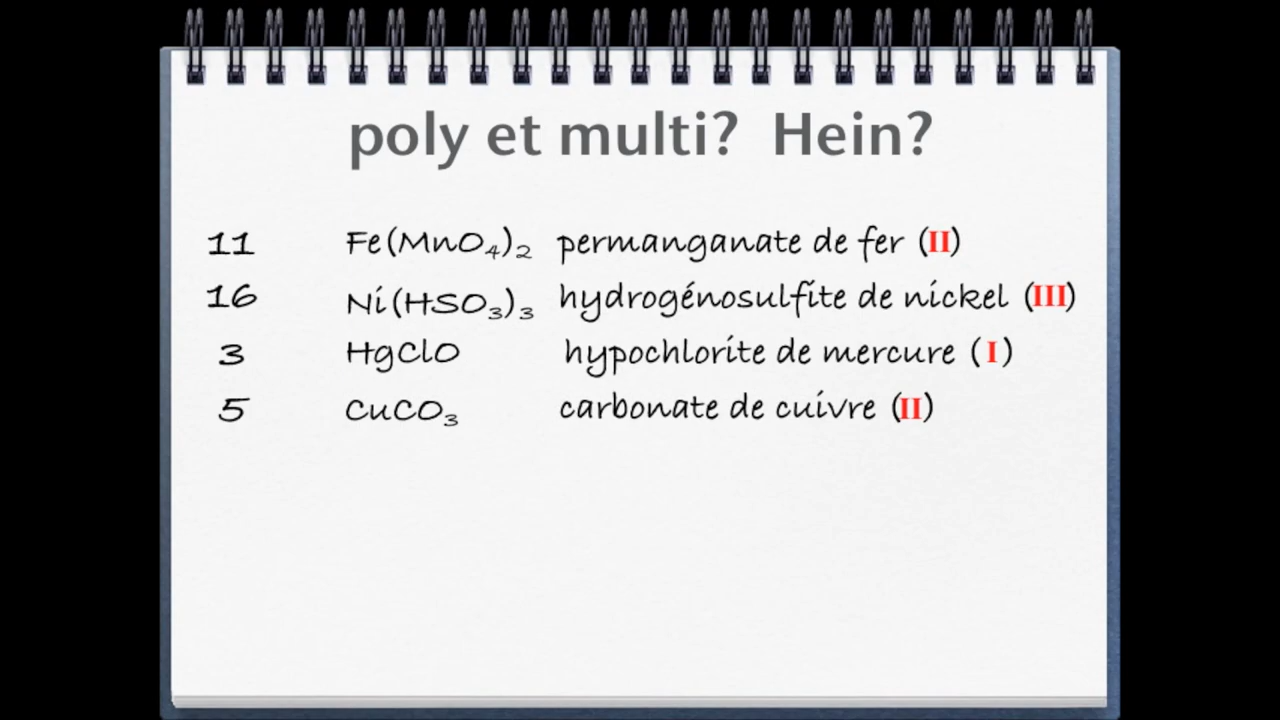 poly et multi? Hein?
11 Fe(MnO₄)₂ permanganate de fer (II)
16 Ni(HSO₃)₃ hydrogénosulfite de nickel (III)
3 HgClO hypochlorite de mercure (I)
5 CuCO₃ carbonate de cuivre (II)